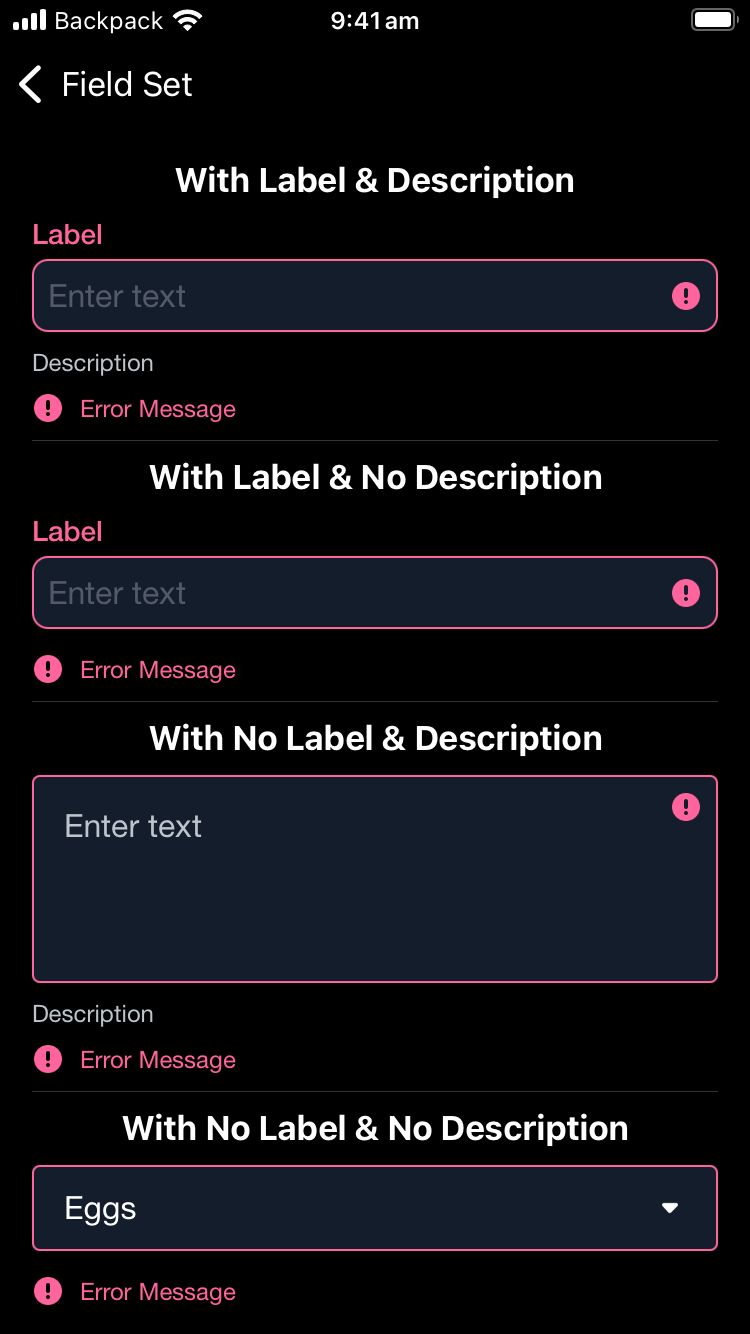 Backpack 9:41 am
Field Set
With Label & Description
Label
Enter text
Description
Error Message
With Label & No Description
Label
Enter text
Error Message
With No Label & Description
Enter text
Description
Error Message
With No Label & No Description
Eggs
Error Message